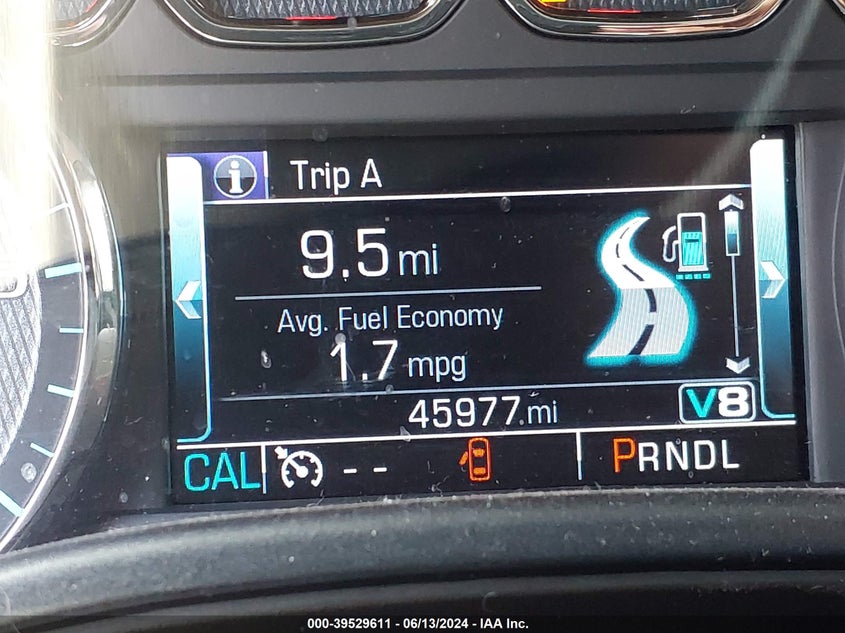 Trip A
9.5 mi
Avg. Fuel Economy
1.7 mpg
45977 mi
V8
CAL -- PRNDL
000-39529611 - 06/13/2024 - IAA Inc.